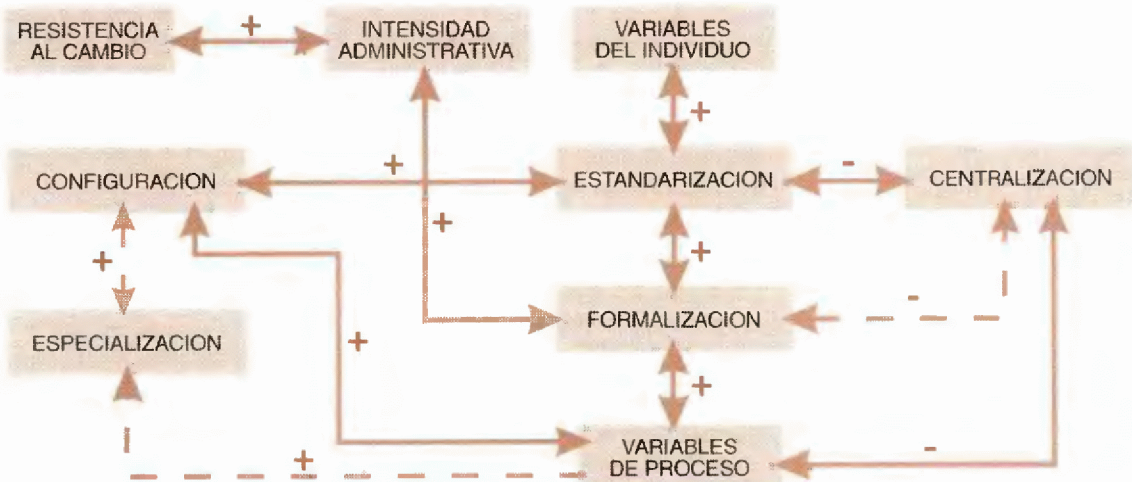 RESISTENCIA
AL CAMBIO
+
INTENSIDAD
ADMINISTRATIVA
VARIABLES
DEL INDIVIDUO
+
CONFIGURACION
+
ESTANDARIZACION
-
CENTRALIZACION
+
+
+
ESPECIALIZACION
FORMALIZACION
-
+
+
VARIABLES
DE PROCESO
+
-